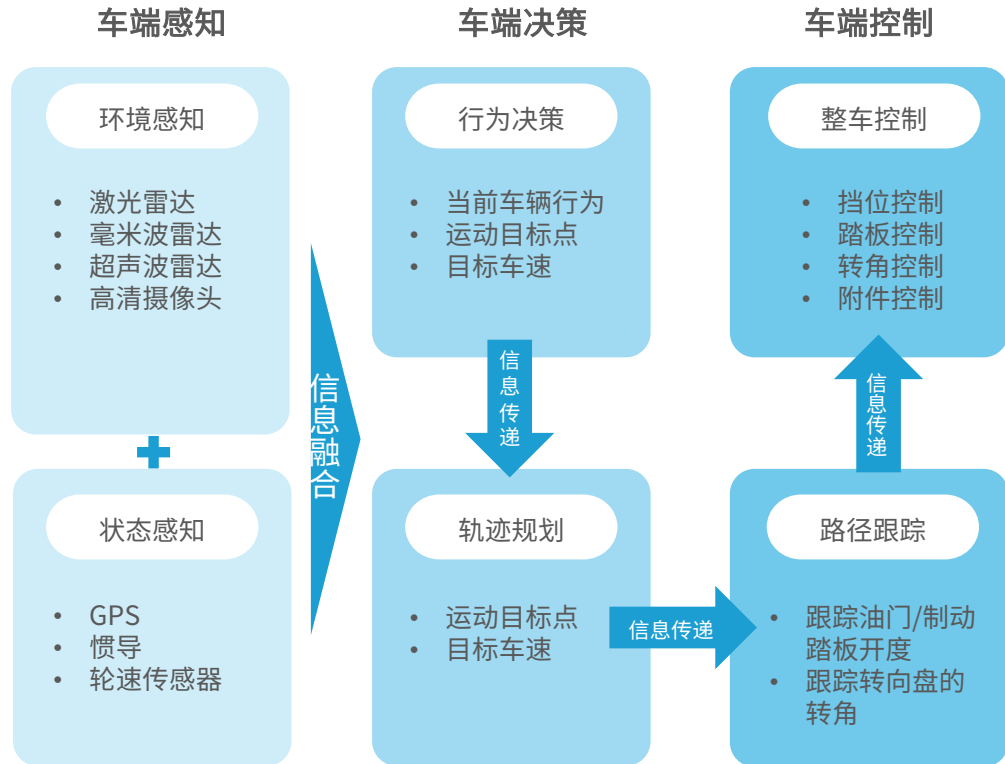 车端感知
车端决策
车端控制
环境感知
• 激光雷达
• 毫米波雷达
• 超声波雷达
• 高清摄像头
状态感知
• GPS
• 惯导
• 轮速传感器
信息融合
行为决策
• 当前车辆行为
• 运动目标点
• 目标车速
信息传递
轨迹规划
• 运动目标点
• 目标车速
信息传递
路径跟踪
• 跟踪油门/制动
踏板开度
• 跟踪转向盘的
转角
信息传递
整车控制
• 挡位控制
• 踏板控制
• 转角控制
• 附件控制